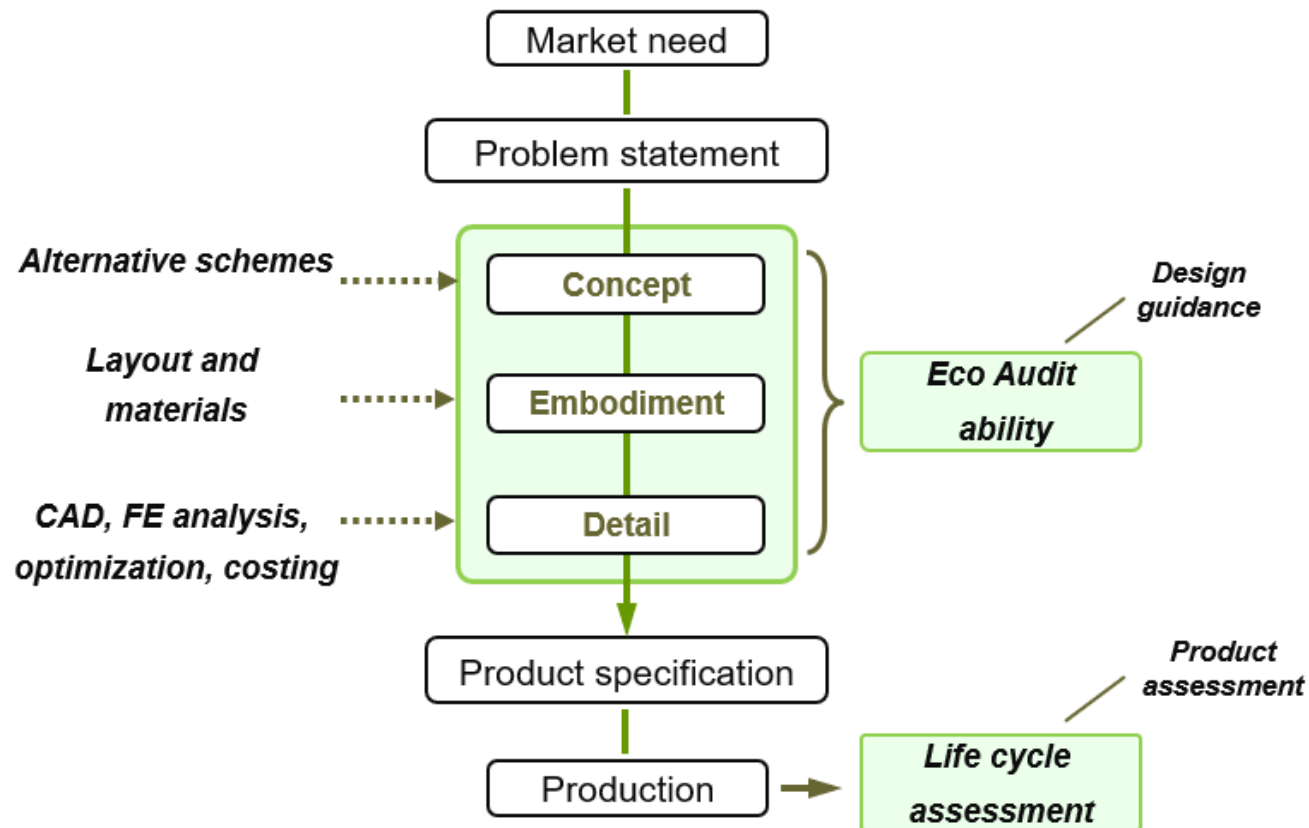 Market need
Problem statement
Alternative schemes
Concept
Design
guidance
Layout and
materials
Embodiment
Eco Audit
ability
CAD, FE analysis,
optimization, costing
Detail
Product specification
Product
assessment
Production
Life cycle
assessment